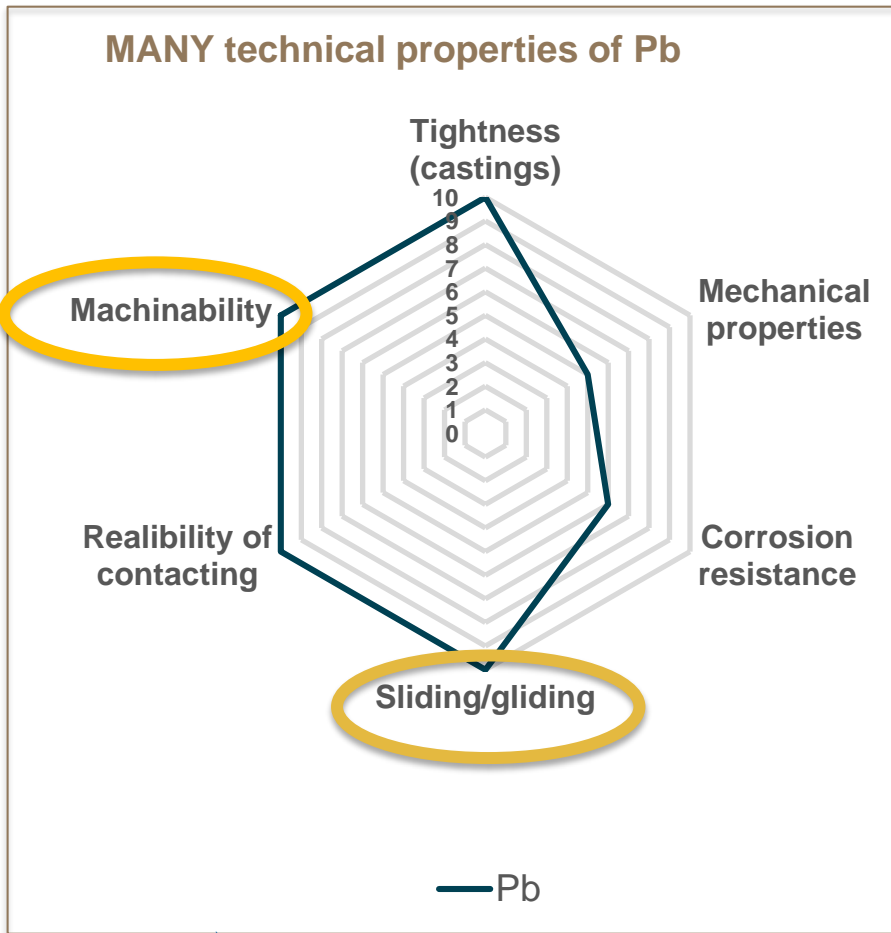 MANY technical properties of Pb
Tightness
(castings)
10
9
8
7
6
5
4
3
2
1
0
Machinability
Mechanical
properties
Realibility of
contacting
Corrosion
resistance
Sliding/gliding
Pb